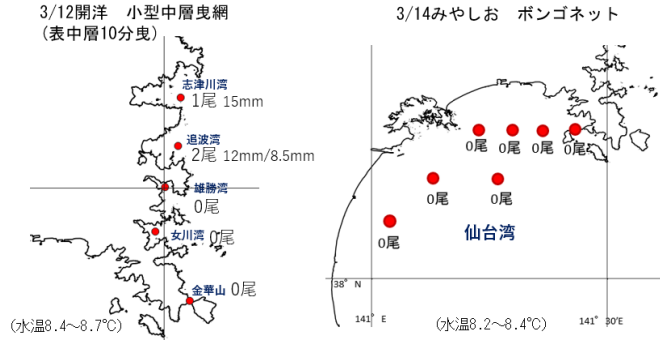 3/12開洋　小型中層曳網
(表中層10分曳)
志津川湾
1尾 15mm
追波湾
2尾 12mm/8.5mm
雄勝湾
0尾
女川湾 0尾
金華山 0尾
(水温8.4～8.7℃)
3/14みやしお　ボンゴネット
0尾 0尾 0尾 0尾
0尾 0尾
0尾
仙台湾
38° N
141° E
141° 30'E
(水温8.2～8.4℃)